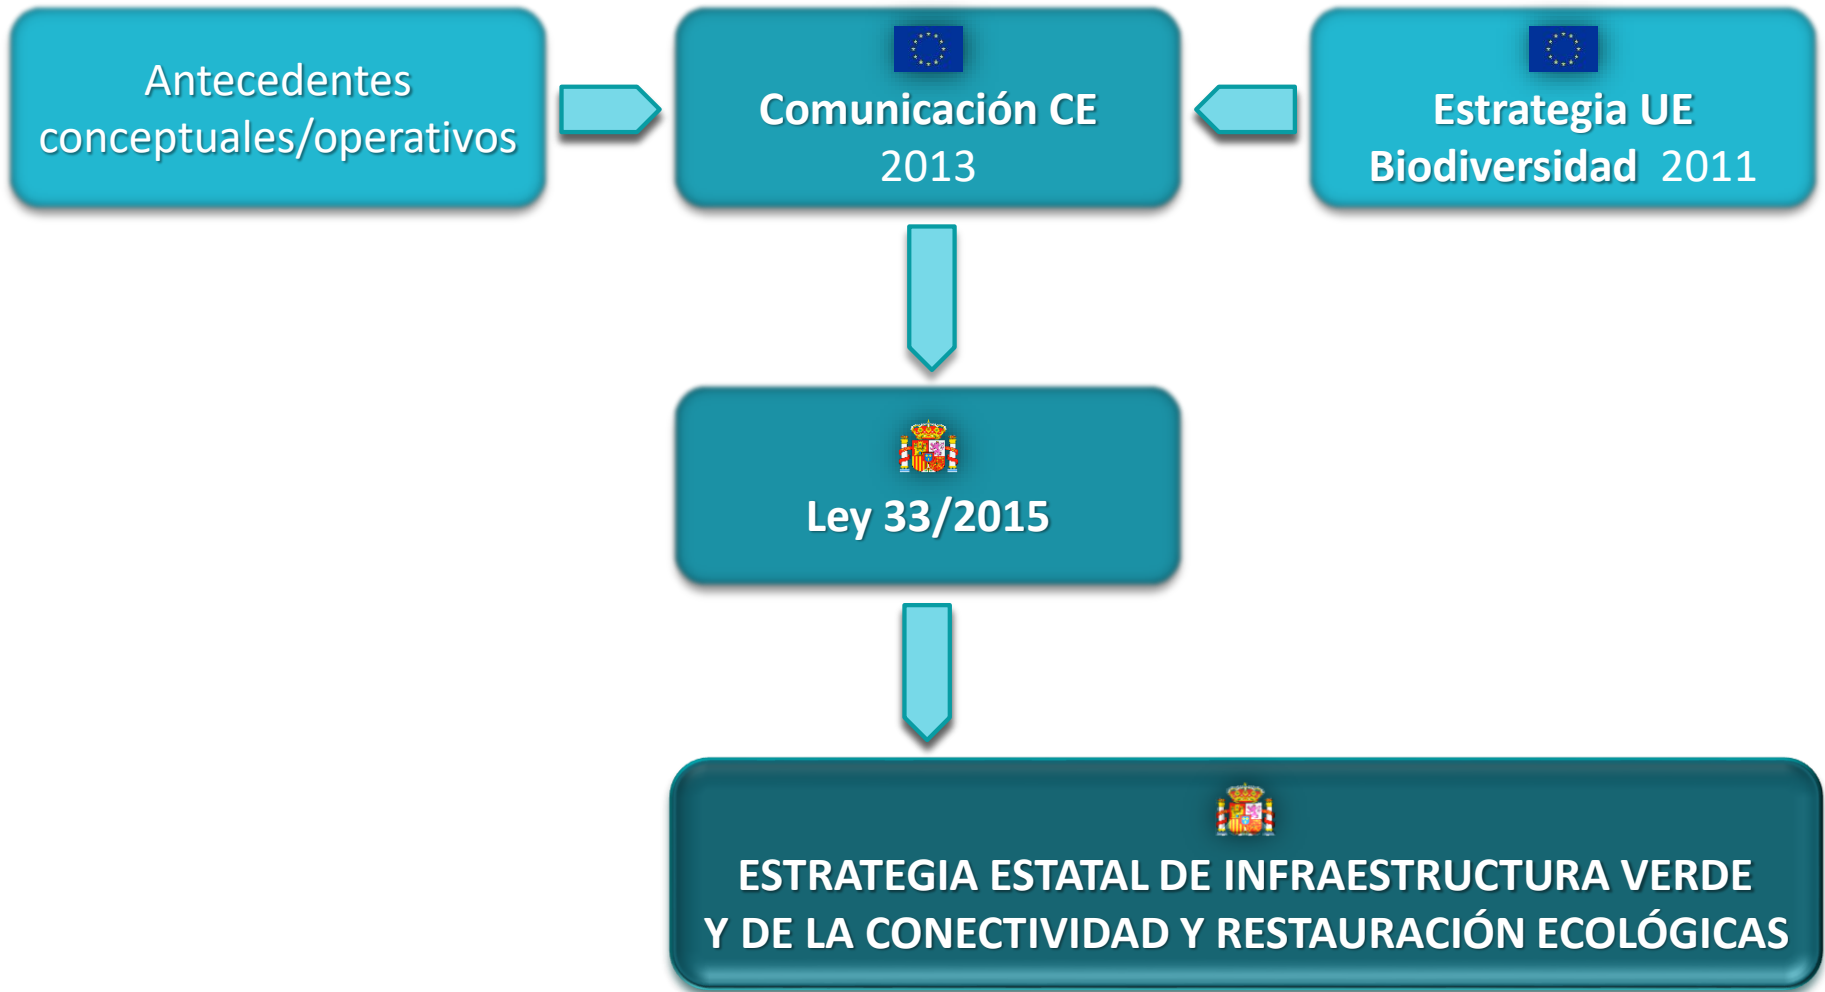 Antecedentes
conceptuales/operativos
Comunicación CE
2013
Estrategia UE
Biodiversidad 2011
Ley 33/2015
ESTRATEGIA ESTATAL DE INFRAESTRUCTURA VERDE
Y DE LA CONECTIVIDAD Y RESTAURACIÓN ECOLÓGICAS